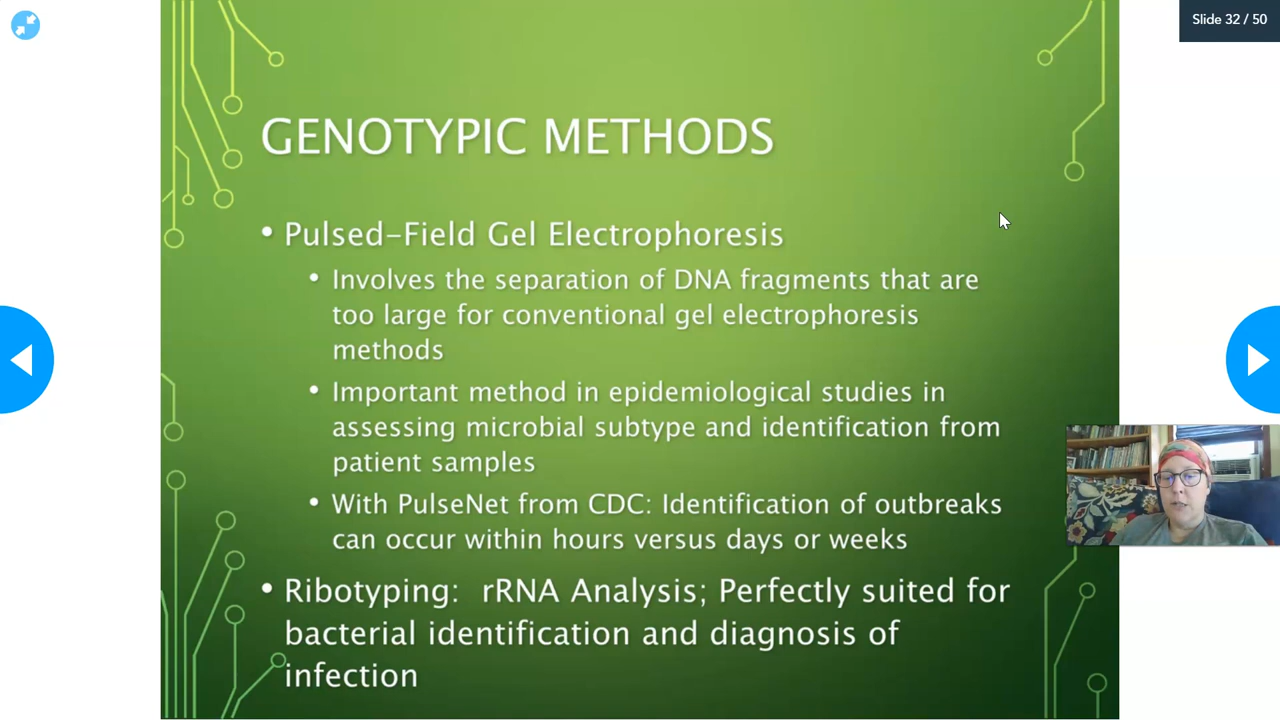 Slide 32 / 50
GENOTYPIC METHODS
• Pulsed-Field Gel Electrophoresis
• Involves the separation of DNA fragments that are
too large for conventional gel electrophoresis
methods
• Important method in epidemiological studies in
assessing microbial subtype and identification from
patient samples
• With PulseNet from CDC: Identification of outbreaks
can occur within hours versus days or weeks
• Ribotyping: rRNA Analysis; Perfectly suited for
bacterial identification and diagnosis of
infection